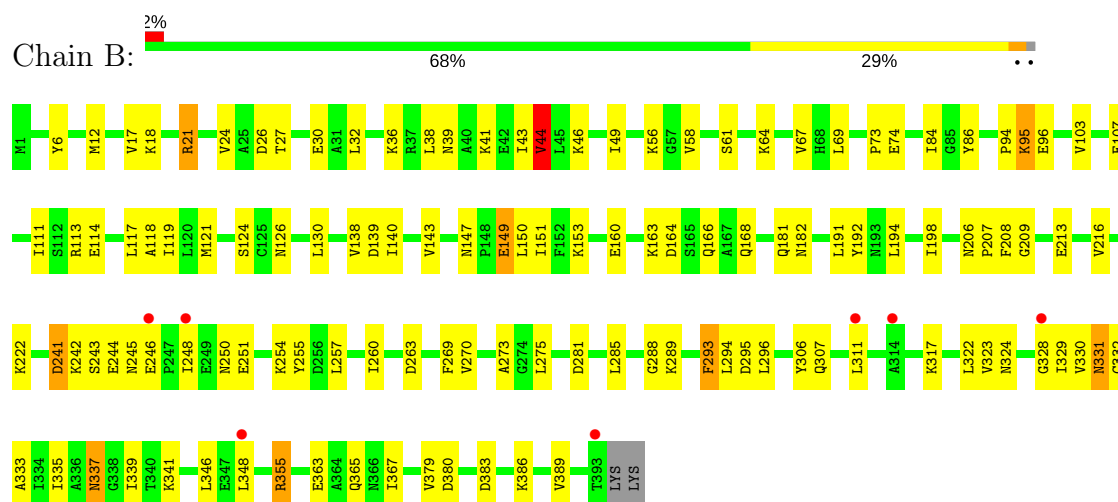 2%
Chain B:
68% 29% • •
M1 Y6 M12 V17 K18 R21 V24 A25 D26 T27 E30 A31 L32 K36 R37 L38 N39 A40 K41 E42 I43 V44 L45 K46 I49 K56 G57 V58 S61 K64 V67 H68 L69 P73 E74 I84 G85 Y86 P94 K95 E96 V103 E107
I111 S112 R113 E114 L117 A118 I119 L120 M121 S124 C125 N126 L130 V138 D139 I140 V143 N147 P148 E149 L150 I151 F152 K153 E160 K163 D164 S165 Q166 A167 Q168 Q181 N182 L191 Y192 N193 L194 I198 N206 P207 F208 G209 E213 V216
K222 D241 K242 S243 E244 N245 E246 P247 I248 E249 N250 E251 K254 Y255 D256 L257 I260 D263 F269 V270 A273 G274 L275 D281 L285 G288 K289 F293 L294 D295 L296 Y306 Q307 L311 A314 K317 L322 V323 N324 G328 I329 V330 N331 G332
A333 I334 I335 A336 N337 G338 I339 T340 K341 L346 E347 L348 R355 E363 A364 Q365 N366 I367 V379 D380 D383 K386 V389 T393 LYS LYS